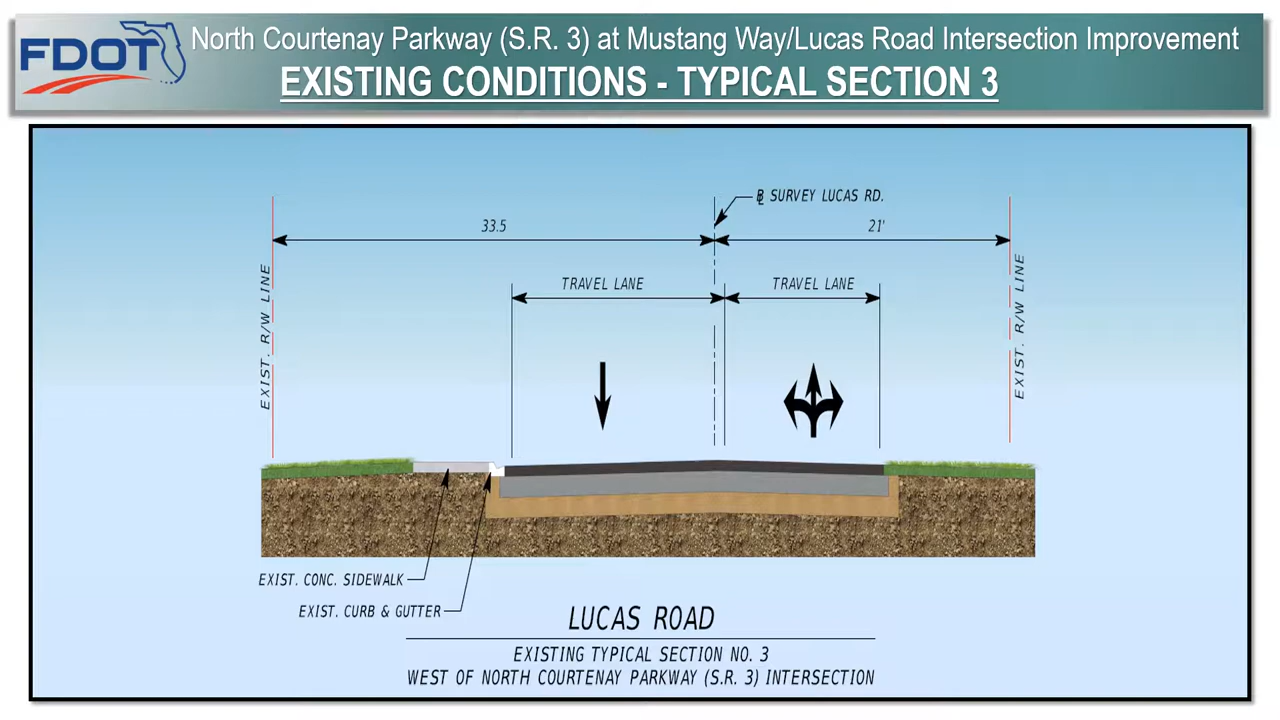 FDOT
North Courtenay Parkway (S.R. 3) at Mustang Way/Lucas Road Intersection Improvement
EXISTING CONDITIONS - TYPICAL SECTION 3
SURVEY LUCAS RD.
33.5
21'
TRAVEL LANE
TRAVEL LANE
EXIST. R/W LINE
EXIST. R/W LINE
EXIST. CONC. SIDEWALK
EXIST. CURB & GUTTER
LUCAS ROAD
EXISTING TYPICAL SECTION NO. 3
WEST OF NORTH COURTENAY PARKWAY (S.R. 3) INTERSECTION